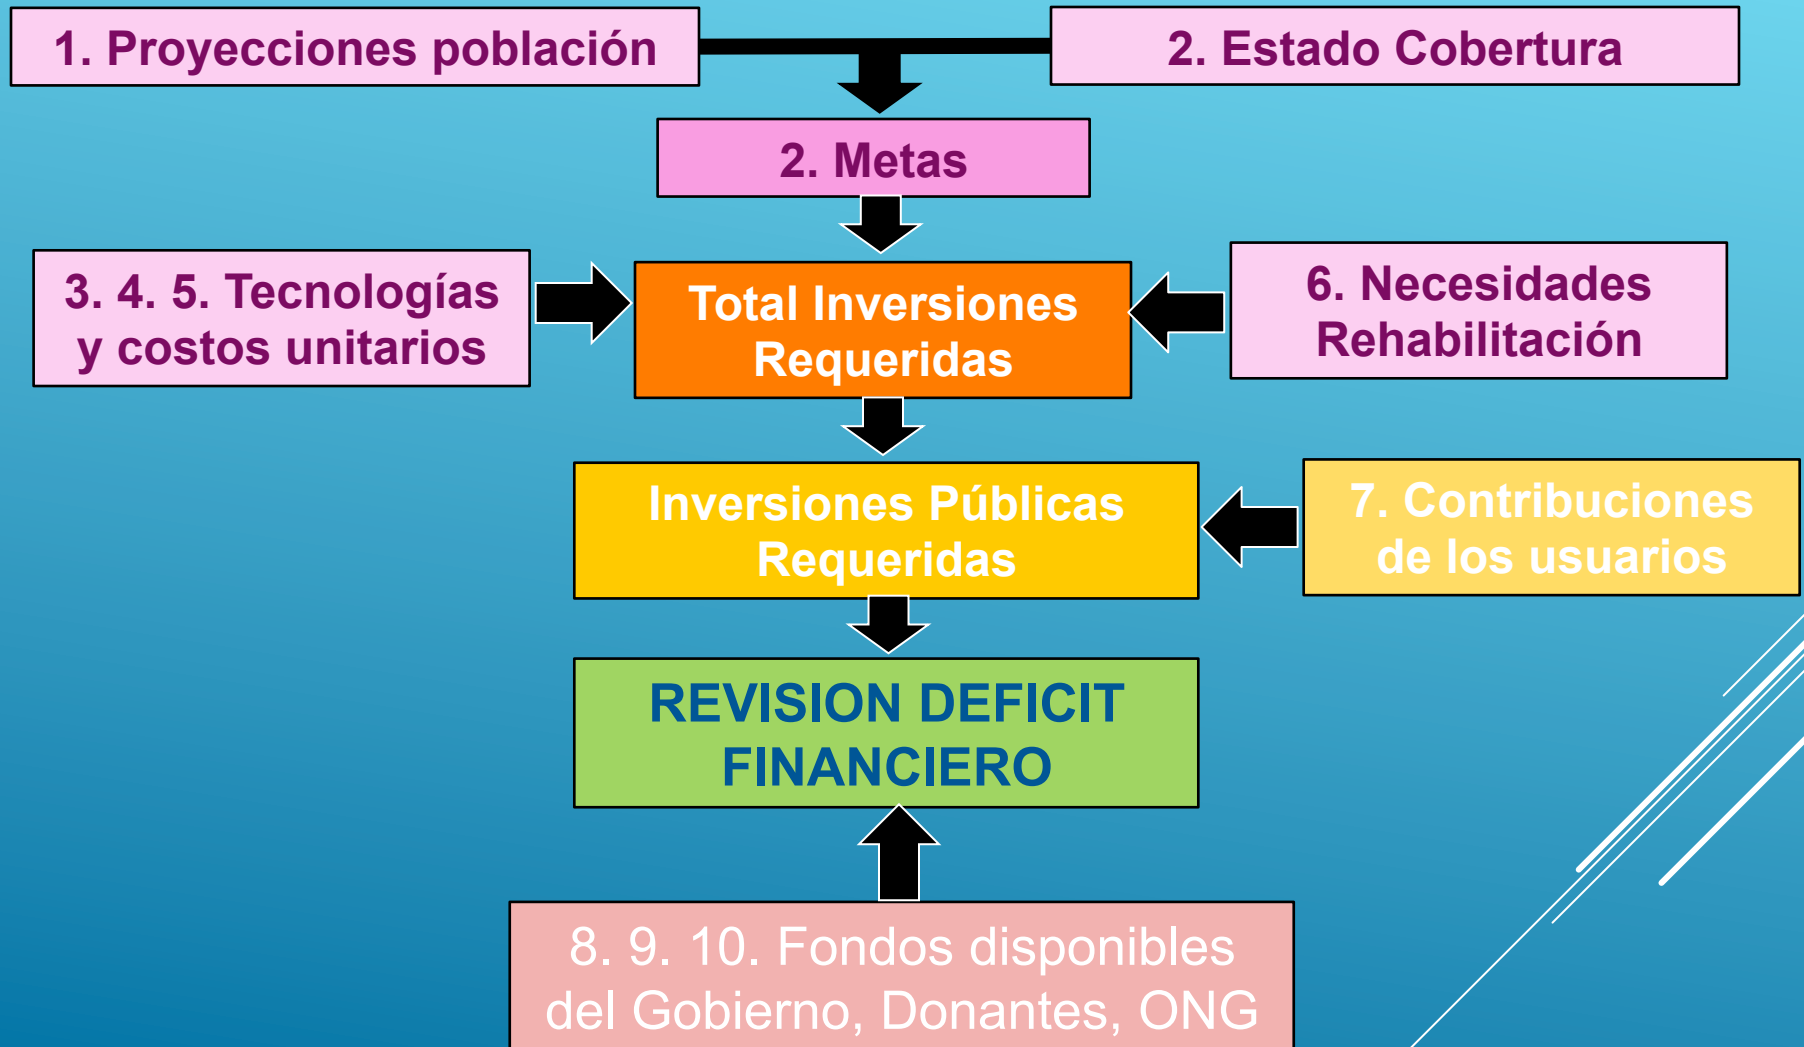 1. Proyecciones población
2. Estado Cobertura
2. Metas
3. 4. 5. Tecnologías
y costos unitarios
Total Inversiones
Requeridas
6. Necesidades
Rehabilitación
Inversiones Públicas
Requeridas
7. Contribuciones
de los usuarios
REVISION DEFICIT
FINANCIERO
8. 9. 10. Fondos disponibles
del Gobierno, Donantes, ONG